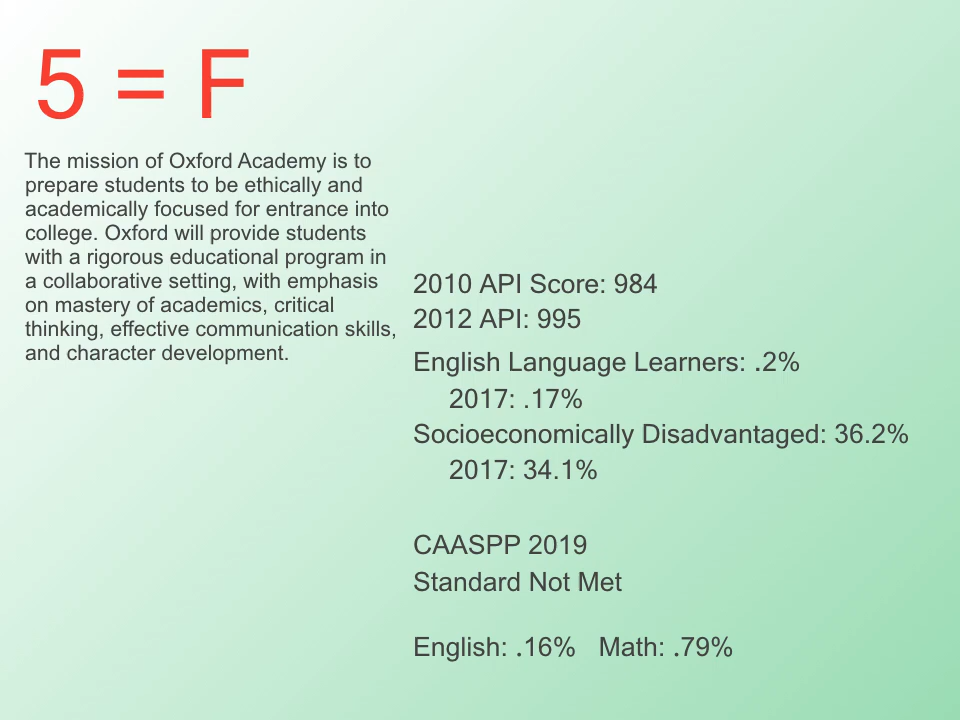 5 = F
The mission of Oxford Academy is to
prepare students to be ethically and
academically focused for entrance into
college. Oxford will provide students
with a rigorous educational program in
a collaborative setting, with emphasis
on mastery of academics, critical
thinking, effective communication skills,
and character development.
2010 API Score: 984
2012 API: 995
English Language Learners: .2%
2017: .17%
Socioeconomically Disadvantaged: 36.2%
2017: 34.1%
CAASPP 2019
Standard Not Met
English: .16% Math: .79%